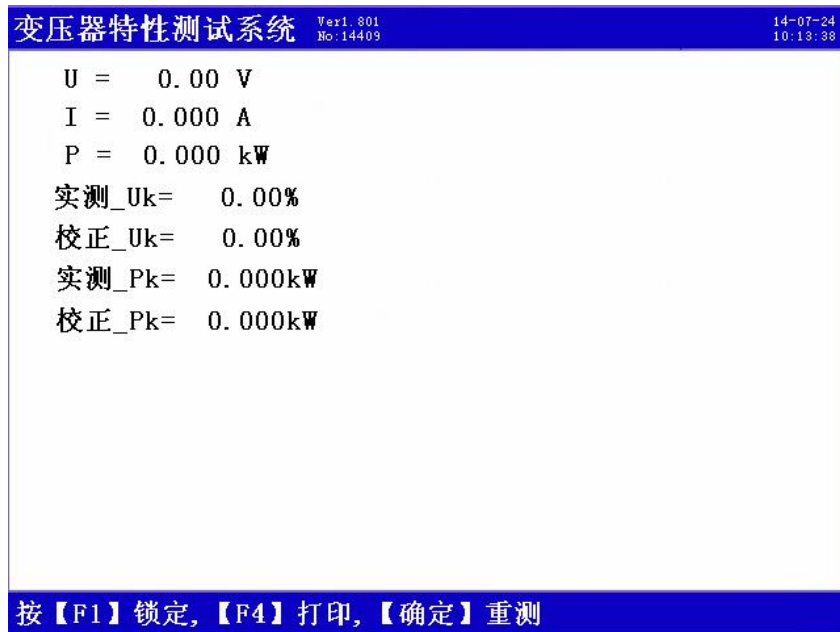 变压器特性测试系统 Ver1.801 14-07-24
No:14409 10:13:38
U = 0.00 V
I = 0.000 A
P = 0.000 kW
实测_Uk= 0.00%
校正_Uk= 0.00%
实测_Pk= 0.000kW
校正_Pk= 0.000kW
按【F1】锁定,【F4】打印,【确定】重测